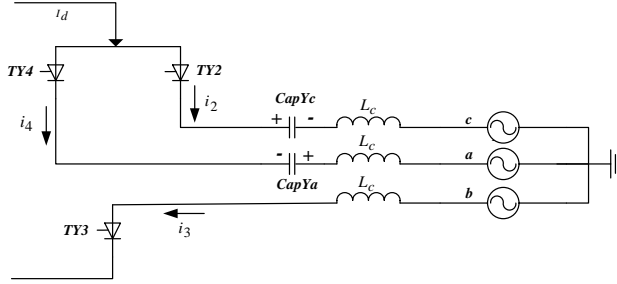 i_d
TY4
TY2
CapYc
L_c
i_2
+
-
c
i_4
-
+
L_c
a
CapYa
L_c
b
TY3
i_3